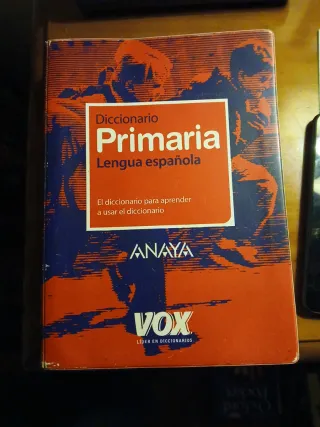 Diccionario
Primaria
Lengua española
El diccionario para aprender
a usar el diccionario
ANAYA
VOX
LÍDER EN DICCIONARIOS